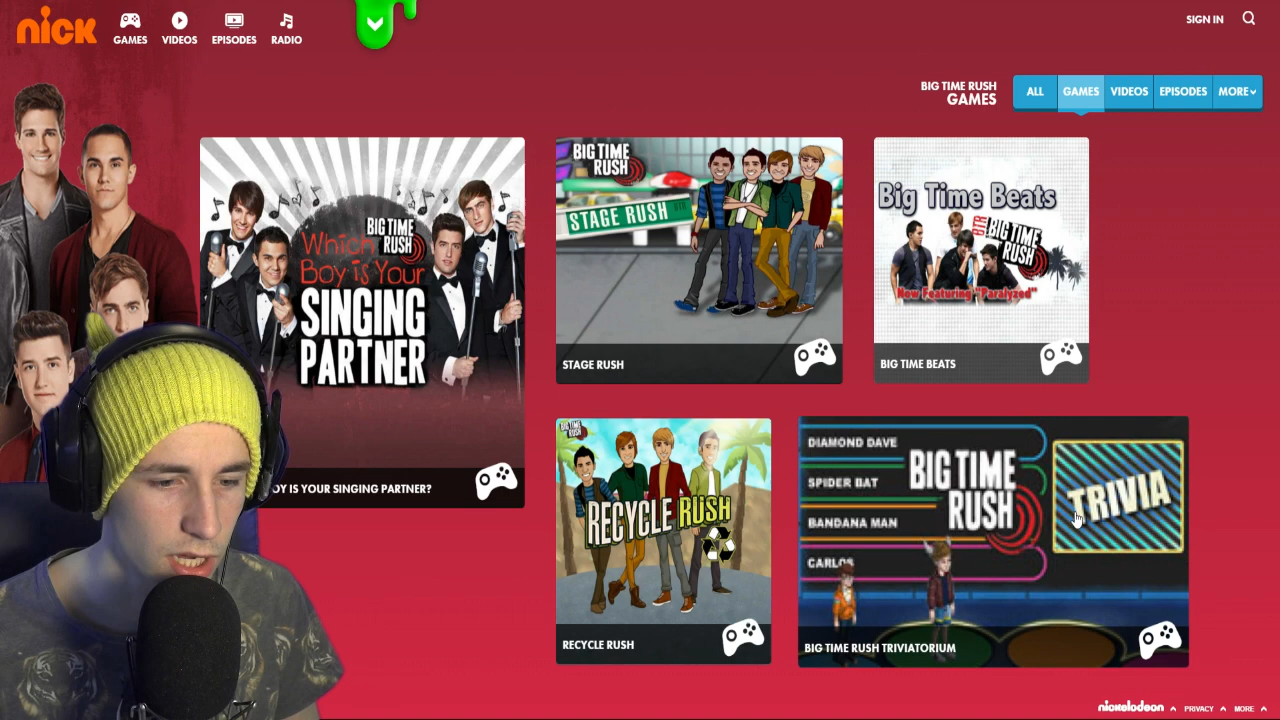 nick
GAMES VIDEOS EPISODES RADIO
SIGN IN
BIG TIME RUSH
GAMES
ALL GAMES VIDEOS EPISODES MORE
BIG TIME
RUSH
Which
Boy is Your
SINGING
PARTNER
OY IS YOUR SINGING PARTNER?
BIG TIME
RUSH
STAGE RUSH
STAGE RUSH
Big Time Beats
BTR
BIG TIME
RUSH
Now Featuring "Paralyzed"
BIG TIME BEATS
BIG TIME
RUSH
RECYCLE RUSH
RECYCLE RUSH
DIAMOND DAVE
SPIDER BAT
BANDANA MAN
CARLOS
BIG TIME
RUSH
TRIVIA
BIG TIME RUSH TRIVIATORIUM
nickelodeon PRIVACY MORE